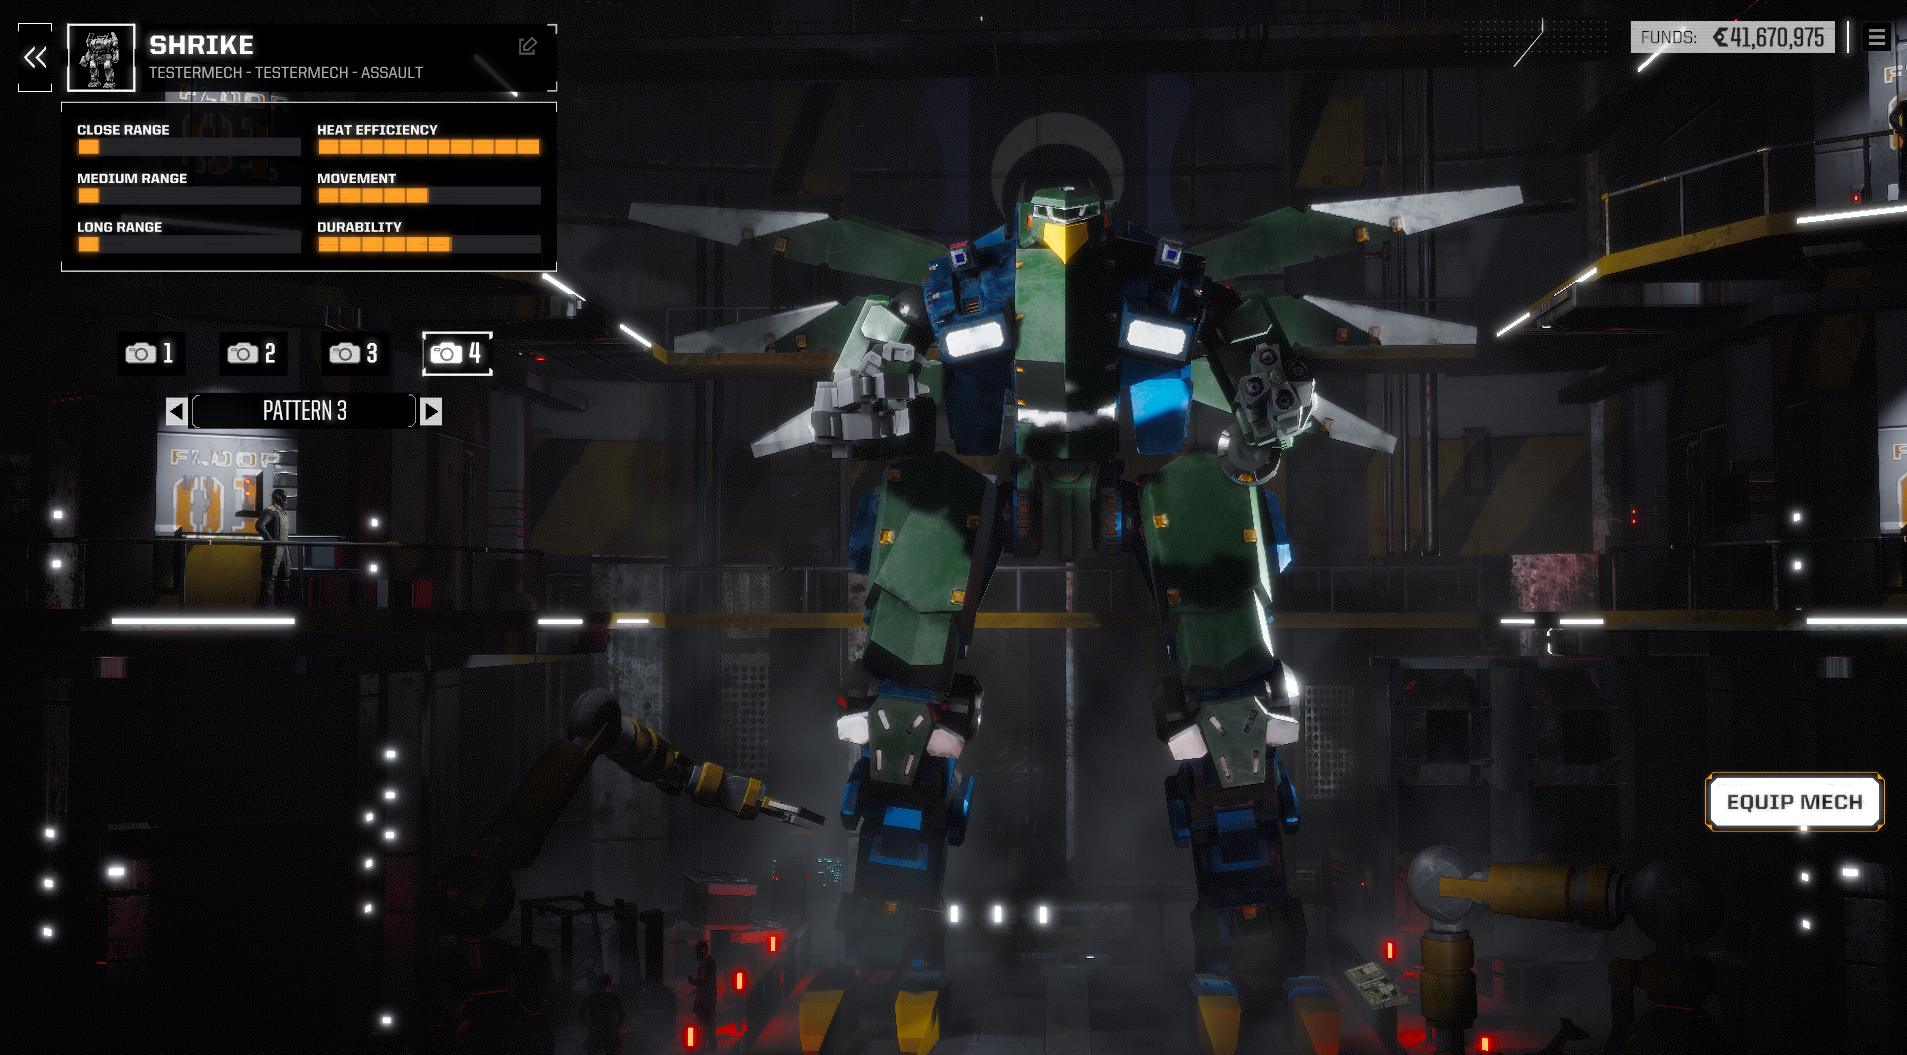 SHRIKE
TESTERMECH - TESTERMECH - ASSAULT
FUNDS: 41,670,975
CLOSE RANGE
HEAT EFFICIENCY
MEDIUM RANGE
MOVEMENT
LONG RANGE
DURABILITY
1
2
3
4
PATTERN 3
01
EQUIP MECH